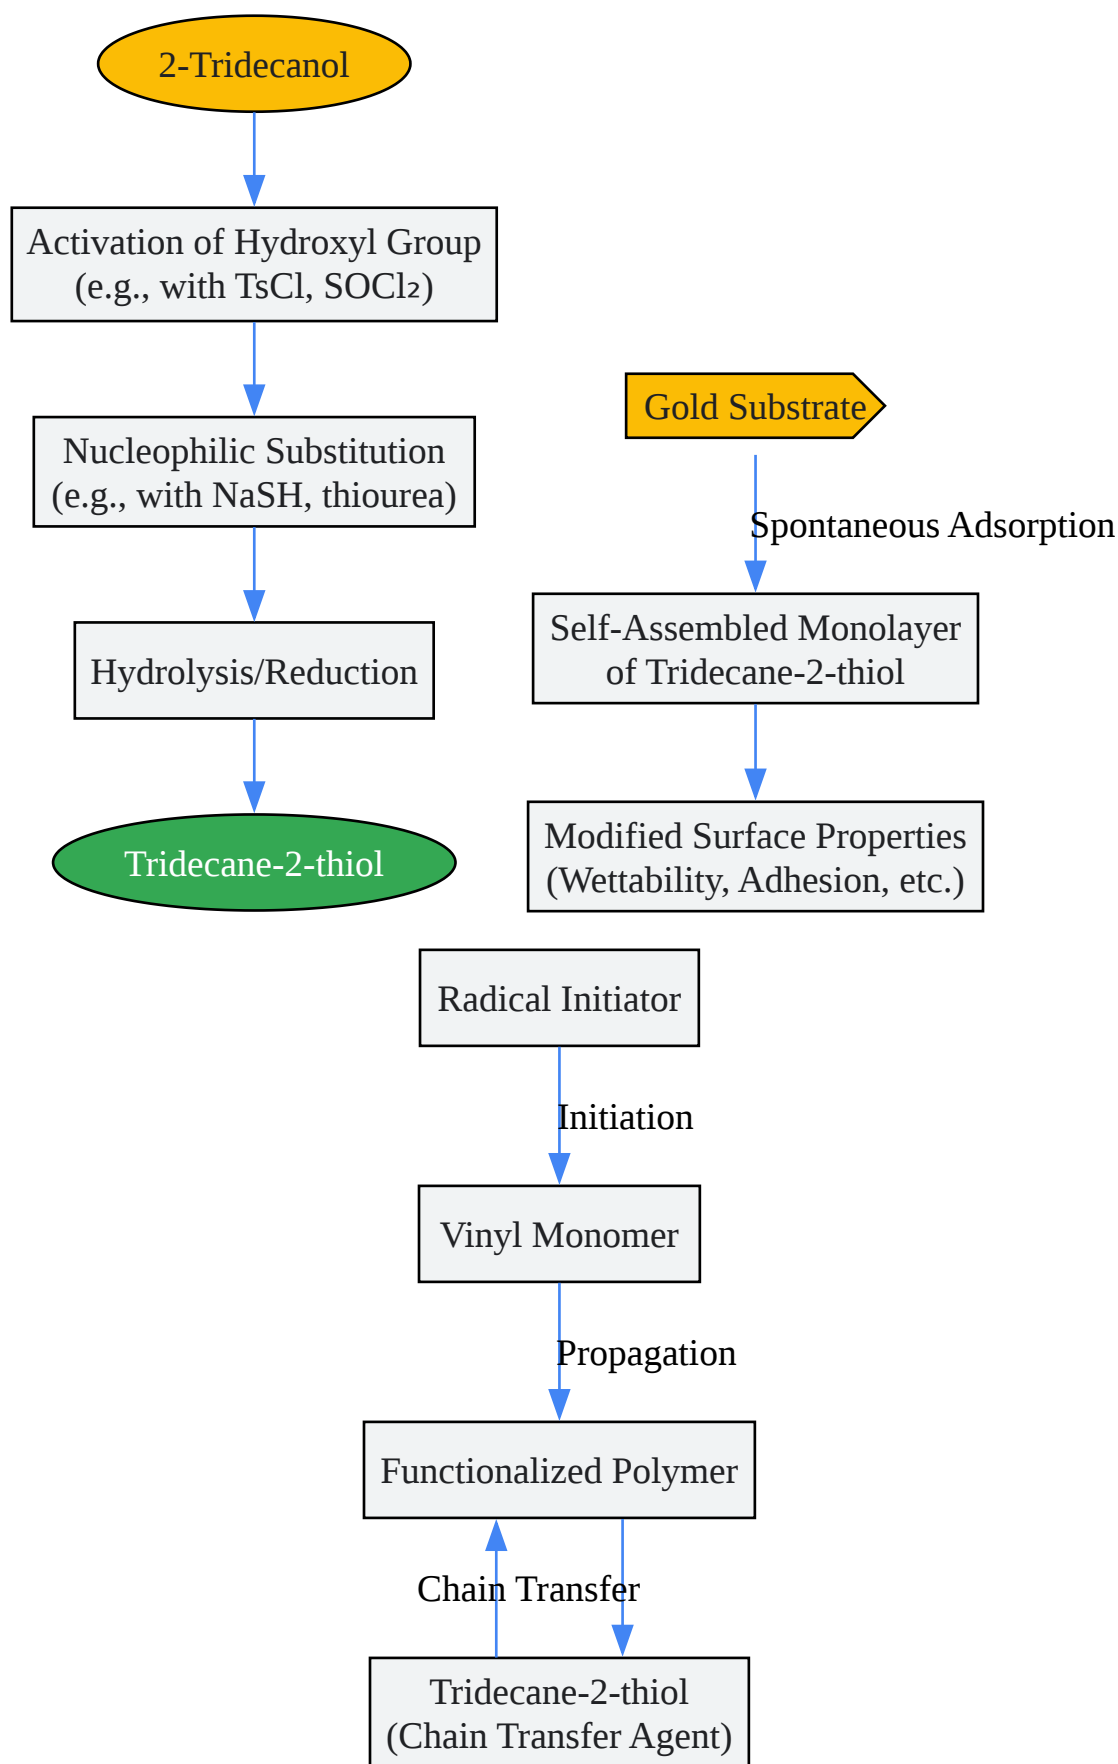 2-Tridecanol
Activation of Hydroxyl Group
(e.g., with TsCl, SOCl₂)
Nucleophilic Substitution
(e.g., with NaSH, thiourea)
Hydrolysis/Reduction
Tridecane-2-thiol
Gold Substrate
Spontaneous Adsorption
Self-Assembled Monolayer
of Tridecane-2-thiol
Modified Surface Properties
(Wettability, Adhesion, etc.)
Radical Initiator
Initiation
Vinyl Monomer
Propagation
Functionalized Polymer
Chain Transfer
Tridecane-2-thiol
(Chain Transfer Agent)